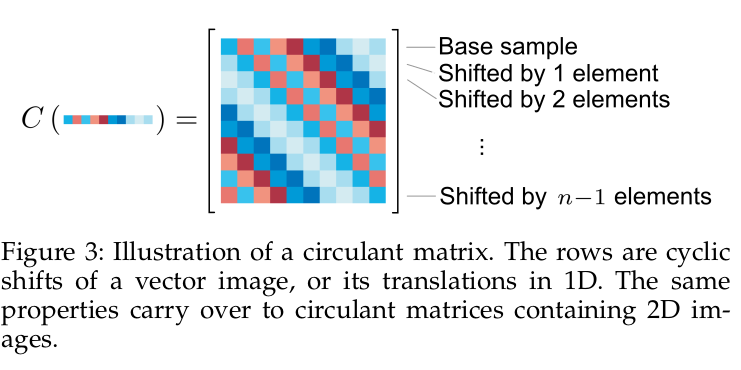 Base sample
Shifted by 1 element
Shifted by 2 elements
C ( ) =
⋮
Shifted by n−1 elements
Figure 3: Illustration of a circulant matrix. The rows are cyclic
shifts of a vector image, or its translations in 1D. The same
properties carry over to circulant matrices containing 2D im-
ages.